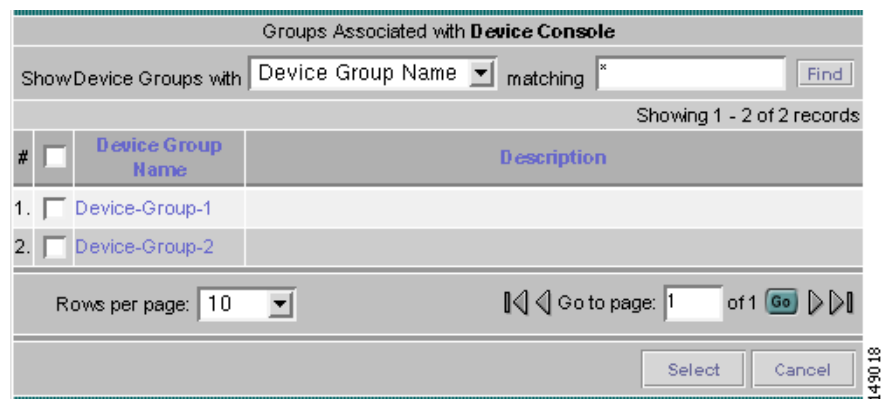 Groups Associated with Device Console
Show Device Groups with Device Group Name matching * Find
Showing 1 - 2 of 2 records
# Device Group Name Description
1. Device-Group-1
2. Device-Group-2
Rows per page: 10 Go to page: 1 of 1 Go
Select Cancel
149018